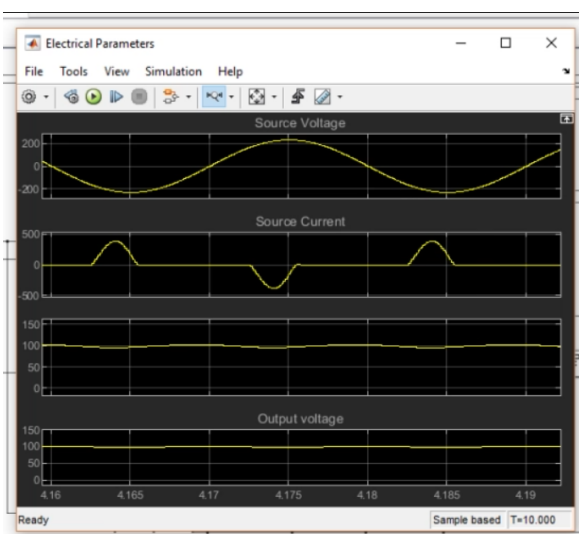 Electrical Parameters
File Tools View Simulation Help
Source Voltage
200
0
-200
Source Current
500
0
-500
150
100
50
0
Output voltage
150
100
50
0
4.16 4.165 4.17 4.175 4.18 4.185 4.19
Ready Sample based T=10.000